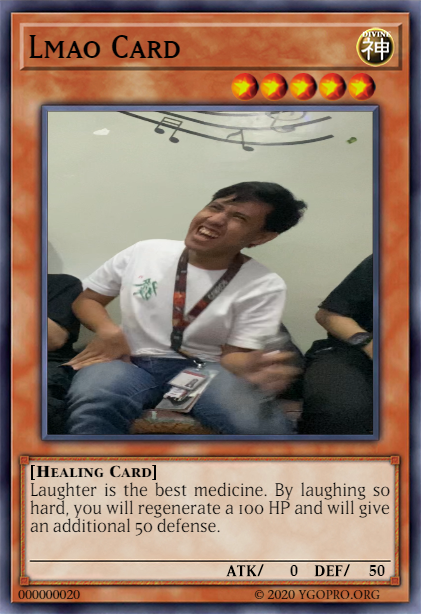 Lmao Card
DIVINE
神
[Healing Card]
Laughter is the best medicine. By laughing so
hard, you will regenerate a 100 HP and will give
an additional 50 defense.
ATK/ 0 DEF/ 50
000000020 © 2020 YGOPRO.ORG